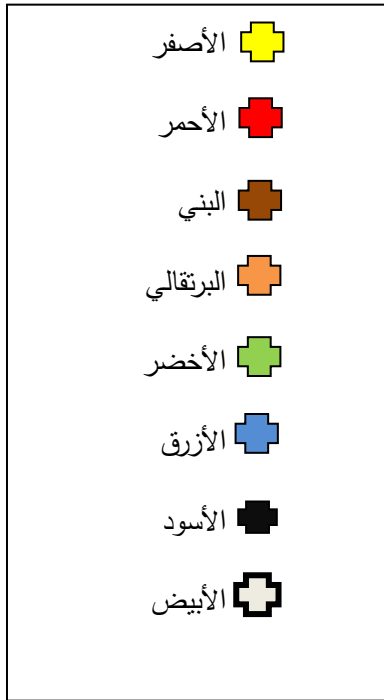 الأصفر
الأحمر
البني
البرتقالي
الأخضر
الأزرق
الأسود
الأبيض